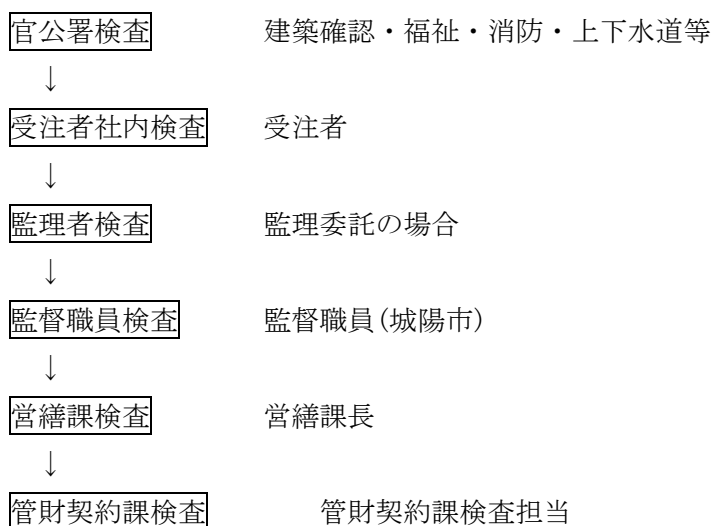 官公署検査 建築確認・福祉・消防・上下水道等
↓
受注者社内検査 受注者
↓
監理者検査 監理委託の場合
↓
監督職員検査 監督職員(城陽市)
↓
営繕課検査 営繕課長
↓
管財契約課検査 管財契約課検査担当